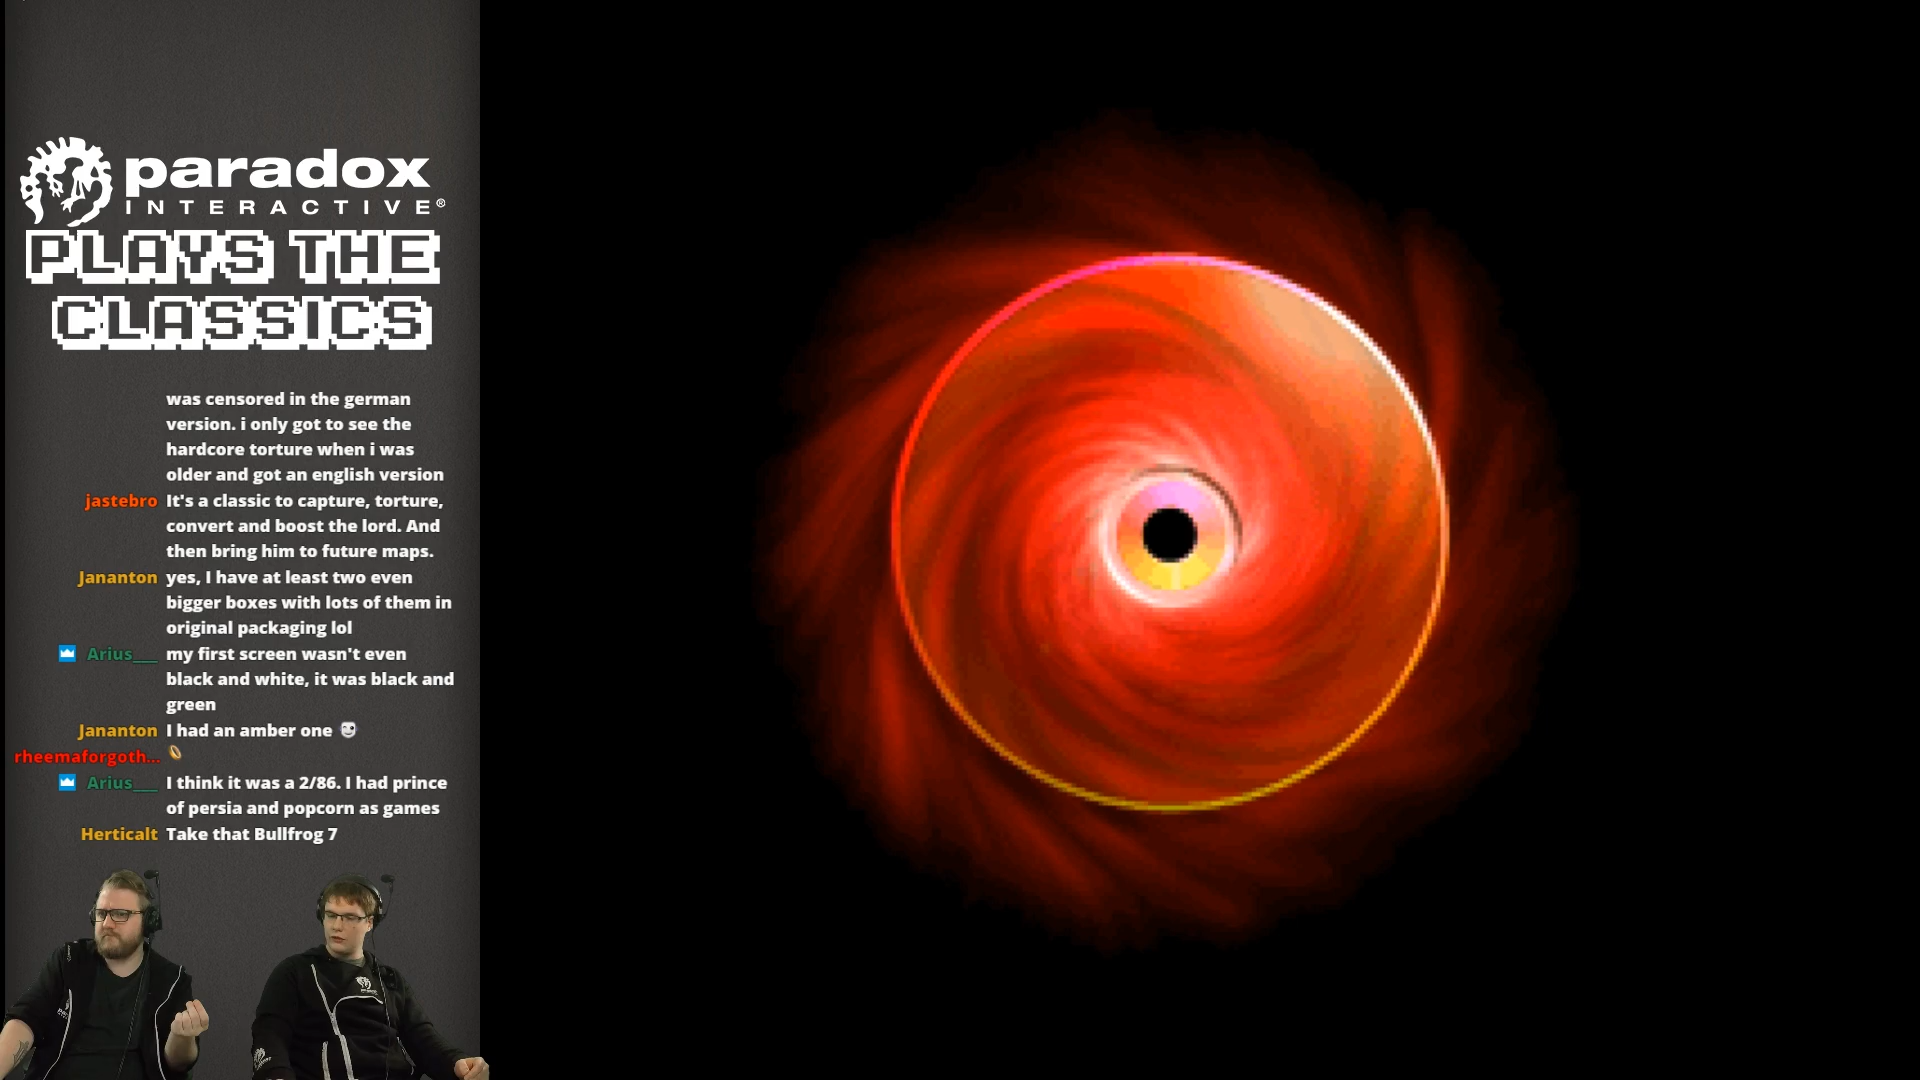 paradox
INTERACTIVE®
PLAYS THE
CLASSICS
was censored in the german
version. i only got to see the
hardcore torture when i was
older and got an english version
jastebro It's a classic to capture, torture,
convert and boost the lord. And
then bring him to future maps.
Jananton yes, I have at least two even
bigger boxes with lots of them in
original packaging lol
Arius___ my first screen wasn't even
black and white, it was black and
green
Jananton I had an amber one
rheemaforgoth...
Arius___ I think it was a 2/86. I had prince
of persia and popcorn as games
Herticalt Take that Bullfrog 7